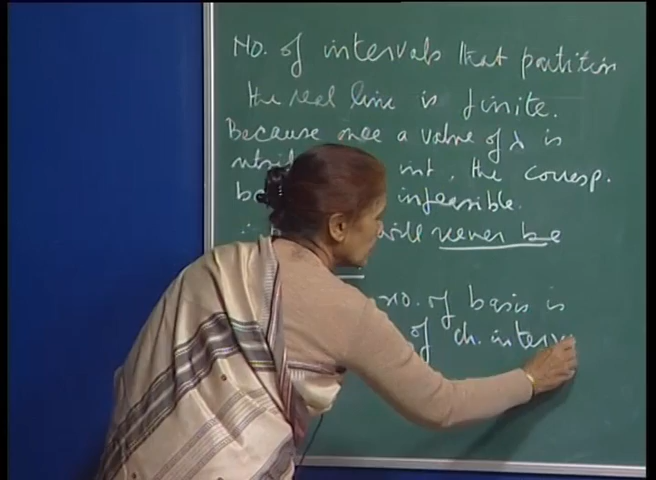 No. of intervals that partition
the real line is finite.
Because once a value of λ is
int, the corresp.
infeasible.
will never be
no. of basis is
of ch. interv